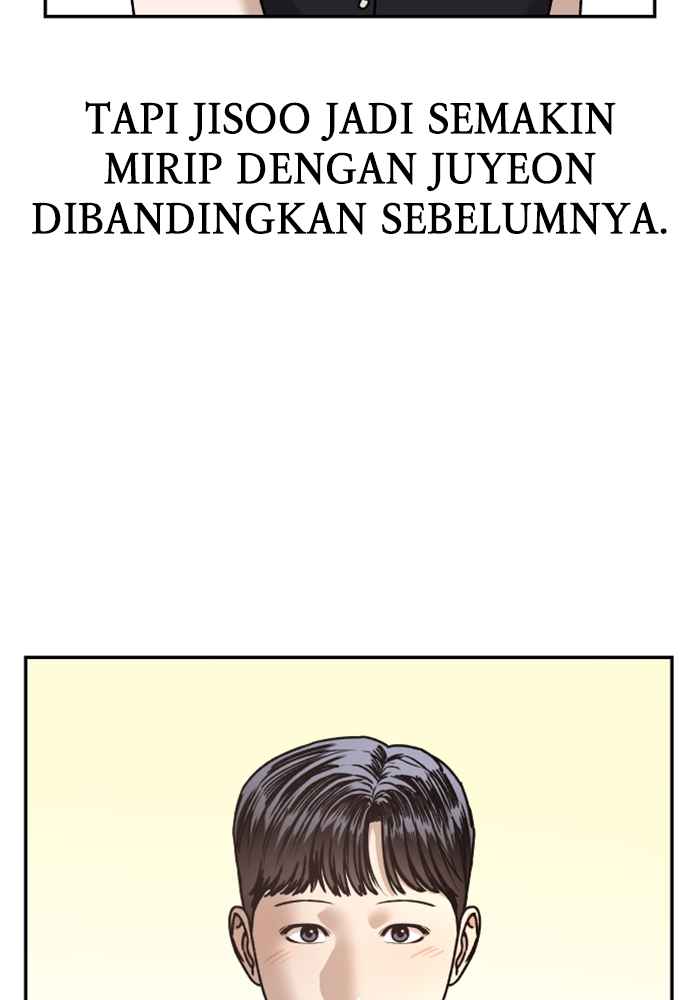 TAPI JISOO JADI SEMAKIN
MIRIP DENGAN JUYEON
DIBANDINGKAN SEBELUMNYA.